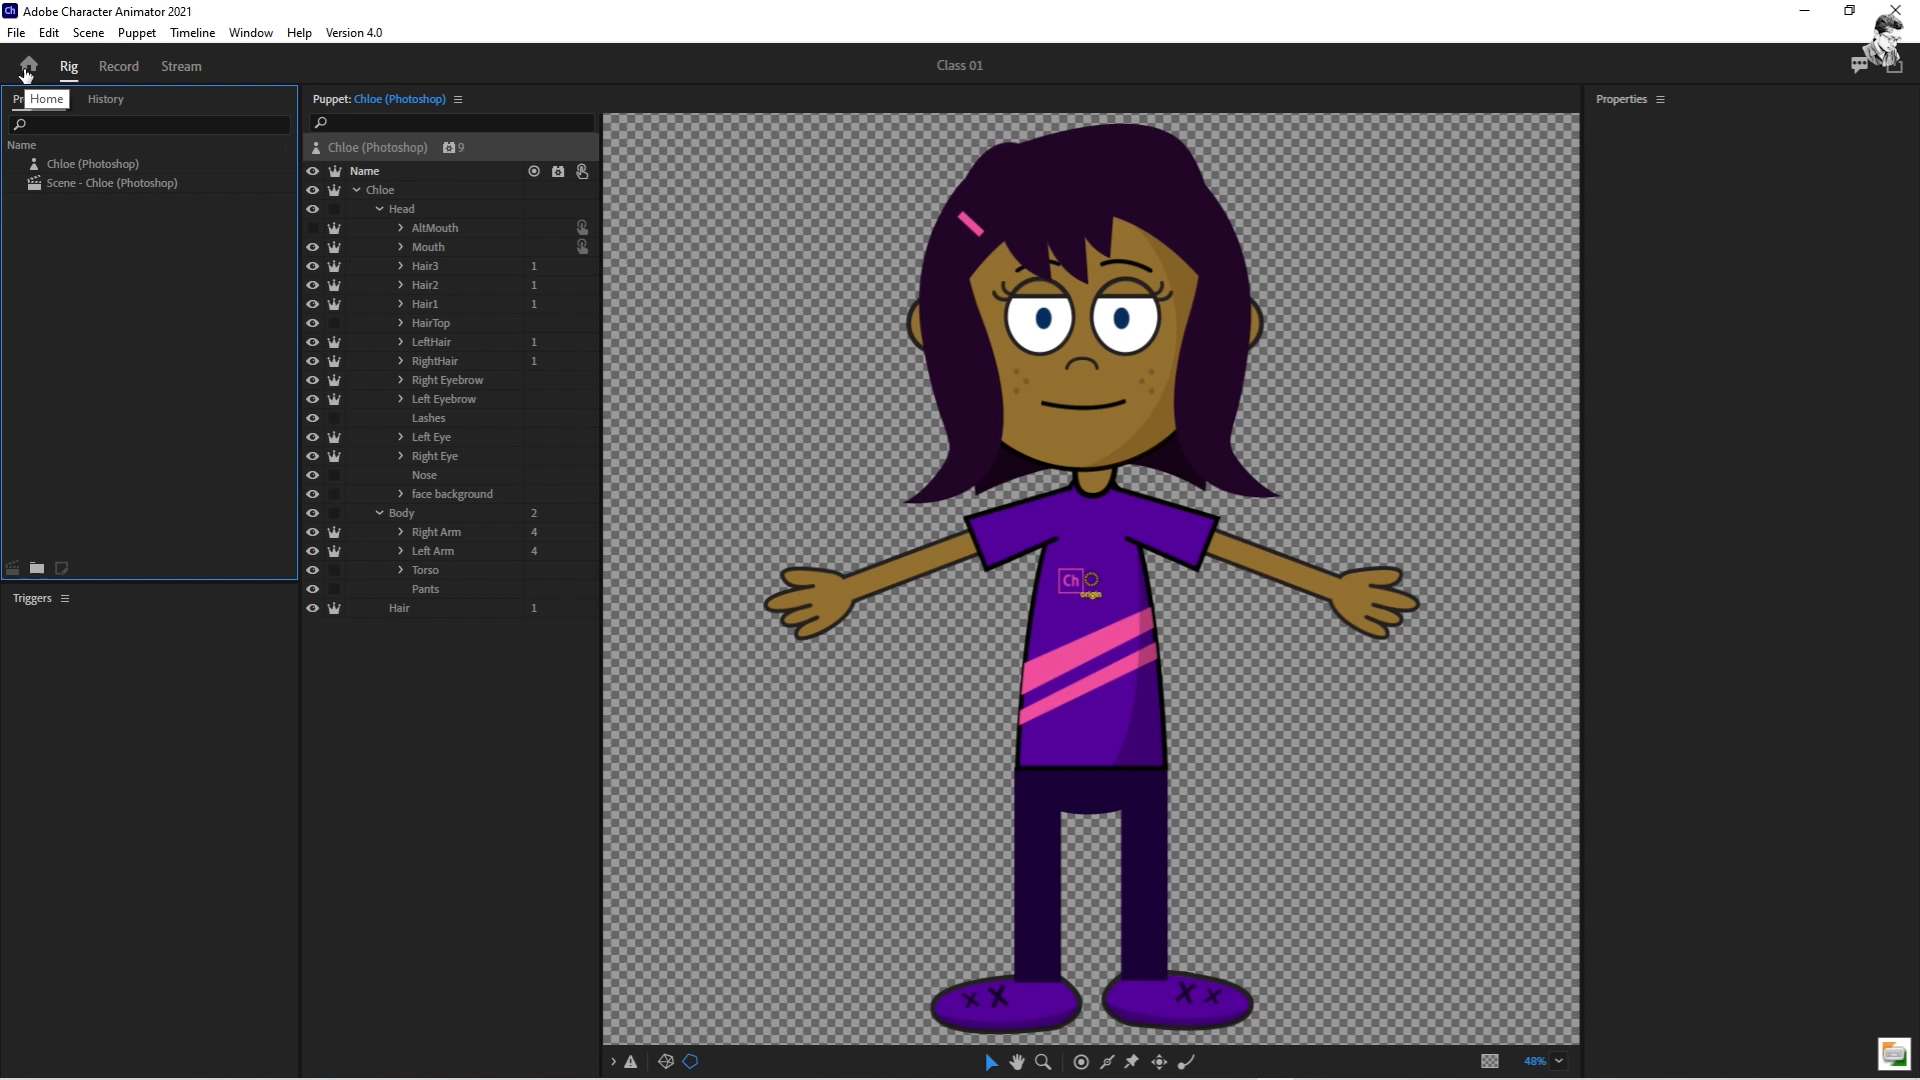 Ch Adobe Character Animator 2021
File Edit Scene Puppet Timeline Window Help Version 4.0
Rig Record Stream Class 01
Home
History
Name
Chloe (Photoshop)
Scene - Chloe (Photoshop)
Triggers
Puppet: Chloe (Photoshop)
Chloe (Photoshop) 9
Name
Chloe
Head
AltMouth
Mouth
Hair3 1
Hair2 1
Hair1 1
HairTop
LeftHair 1
RightHair 1
Right Eyebrow
Left Eyebrow
Lashes
Left Eye
Right Eye
Nose
face background
Body 2
Right Arm 4
Left Arm 4
Torso
Pants
Hair 1
Ch
origin
48%
Properties